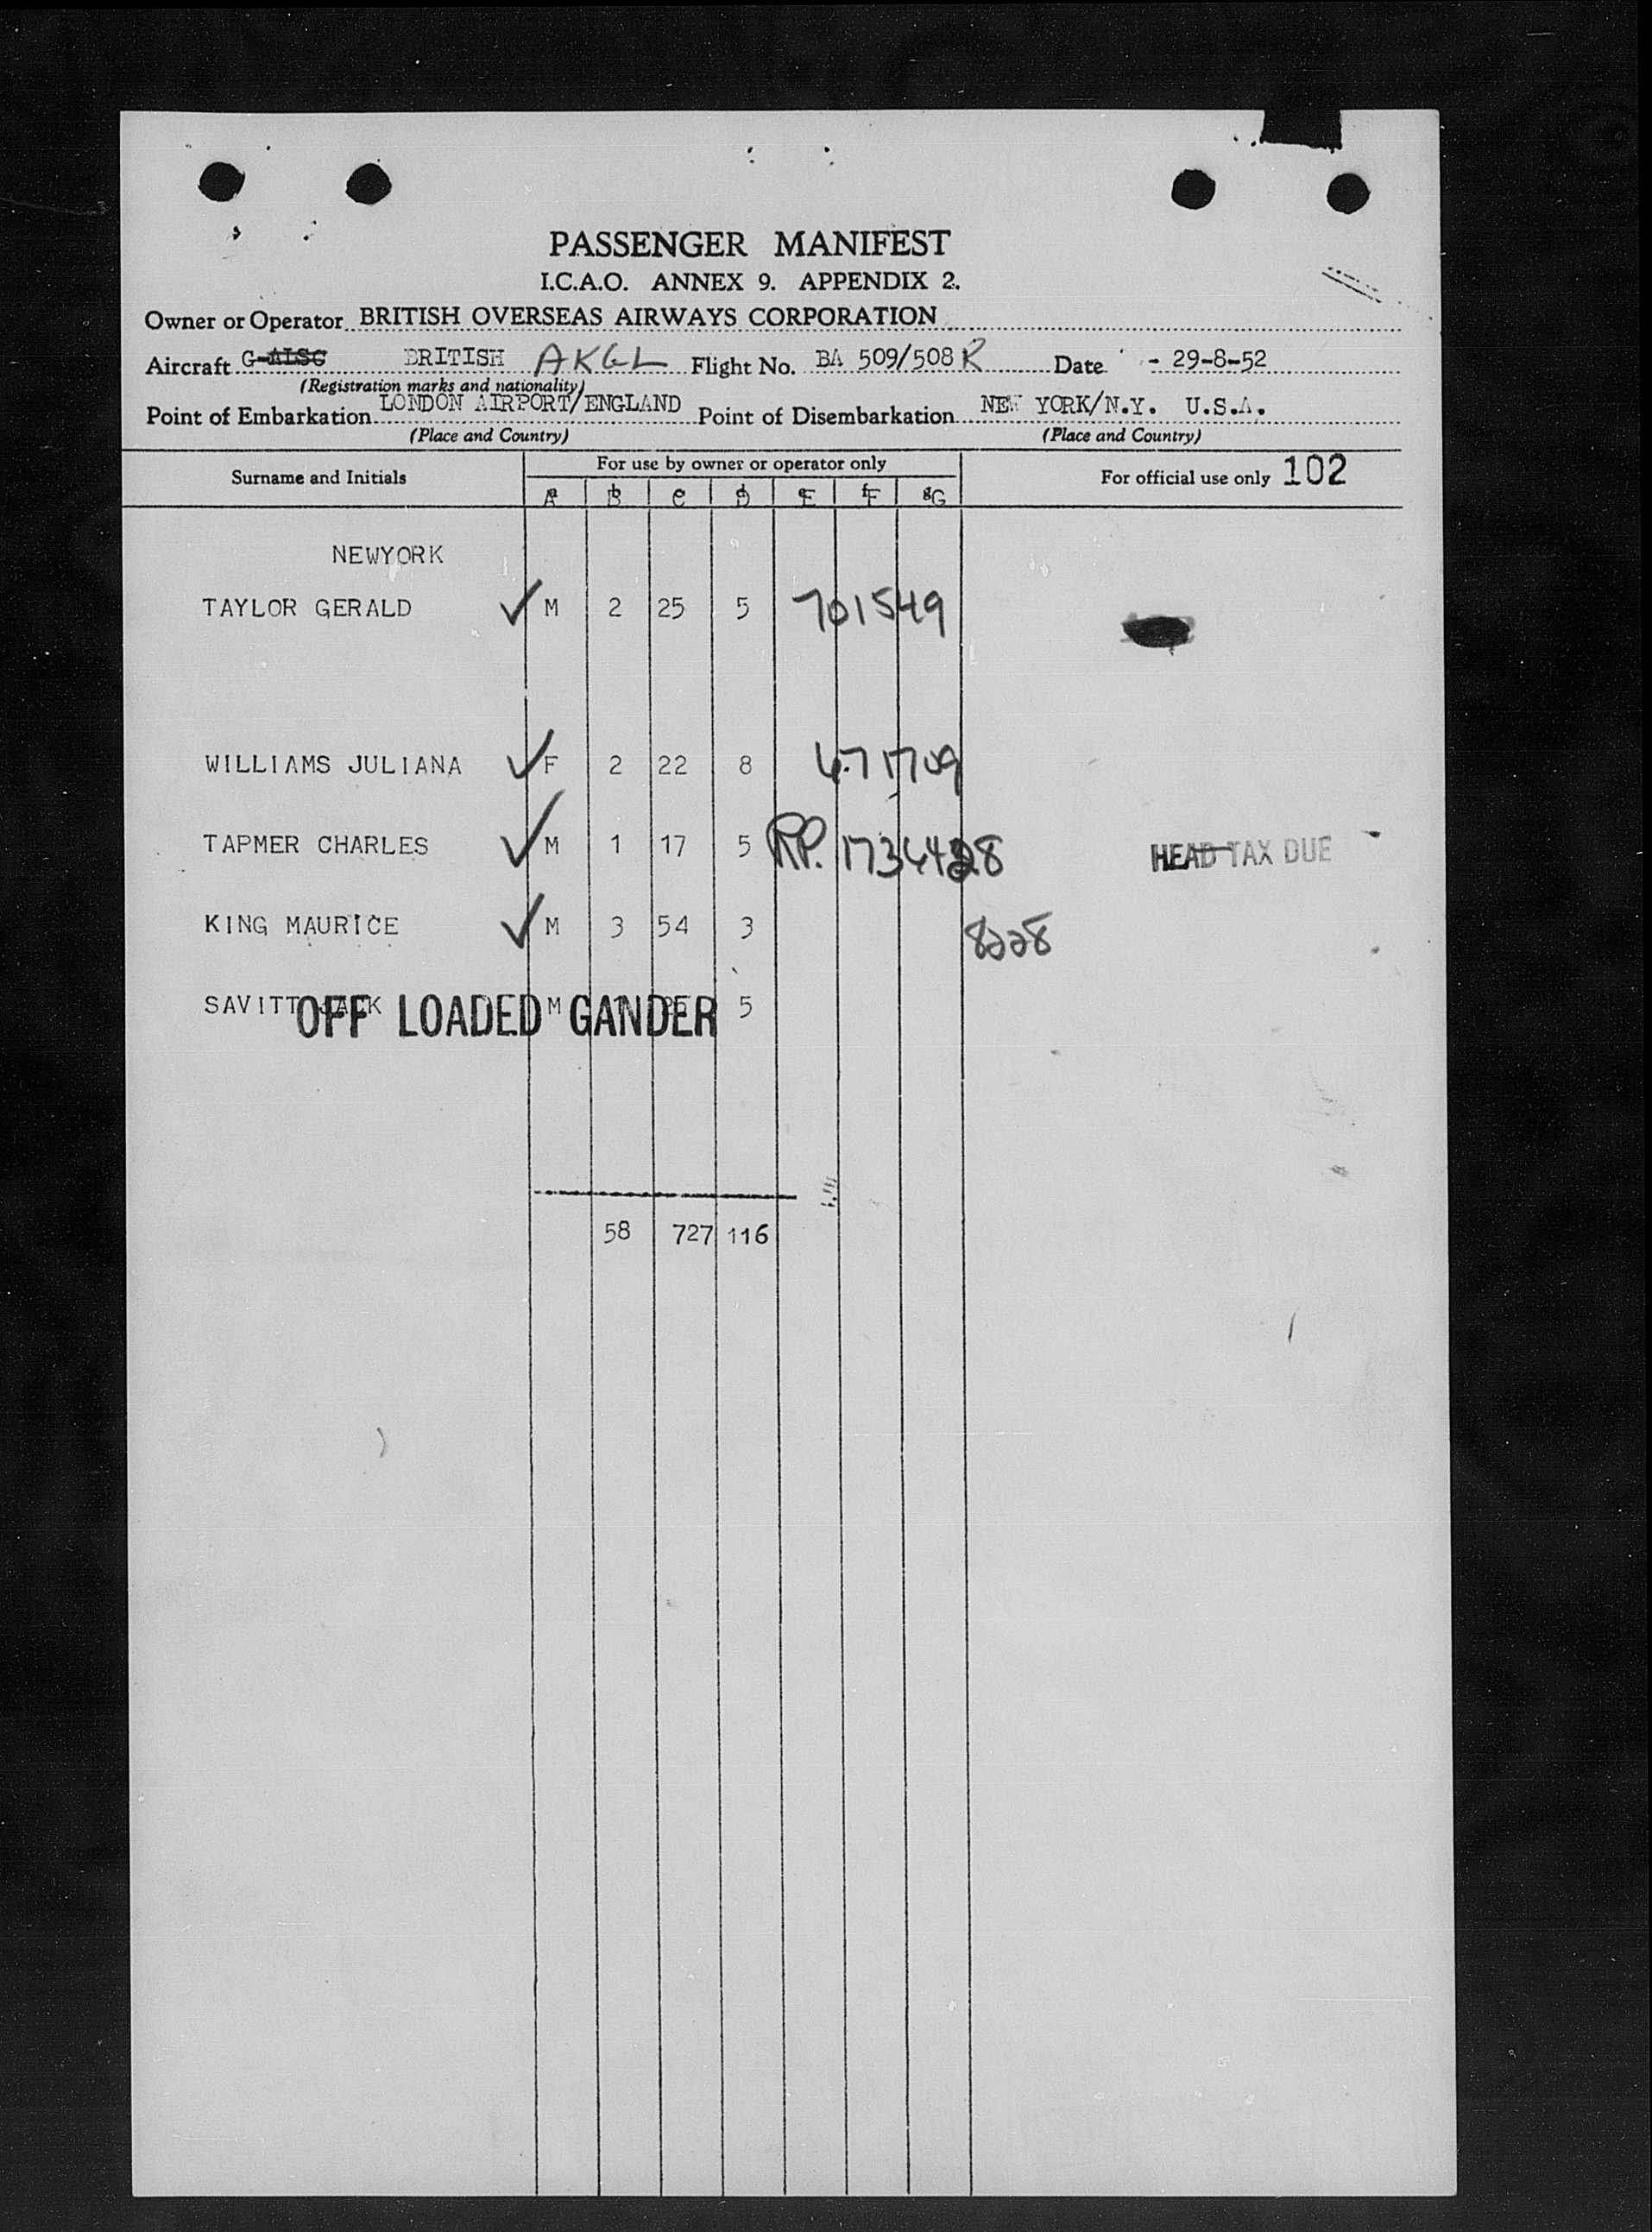 PASSENGER MANIFEST
I.C.A.O. ANNEX 9. APPENDIX 2.
Owner or Operator BRITISH OVERSEAS AIRWAYS CORPORATION
Aircraft G-ALSC BRITISH AKGL Flight No. BA 509/508 R Date - 29-8-52
(Registration marks and nationality)
Point of Embarkation LONDON AIRPORT/ENGLAND Point of Disembarkation NEW YORK/N.Y. U.S.A.
(Place and Country) (Place and Country)
Surname and Initials For use by owner or operator only For official use only 102
A B C D E F G
NEWYORK
TAYLOR GERALD M 2 25 5 701549
WILLIAMS JULIANA F 2 22 8
TAPMER CHARLES M 1 17 5 RP. HEAD TAX DUE
KING MAURICE M 3 54 3 8228
SAVITT JACK M 5
OFF LOADED GANDER
58 727 116